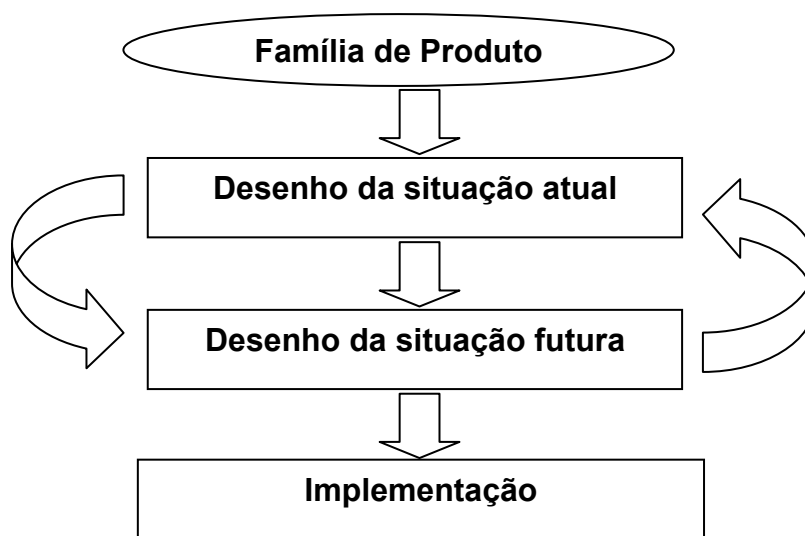 Família de Produto
Desenho da situação atual
Desenho da situação futura
Implementação